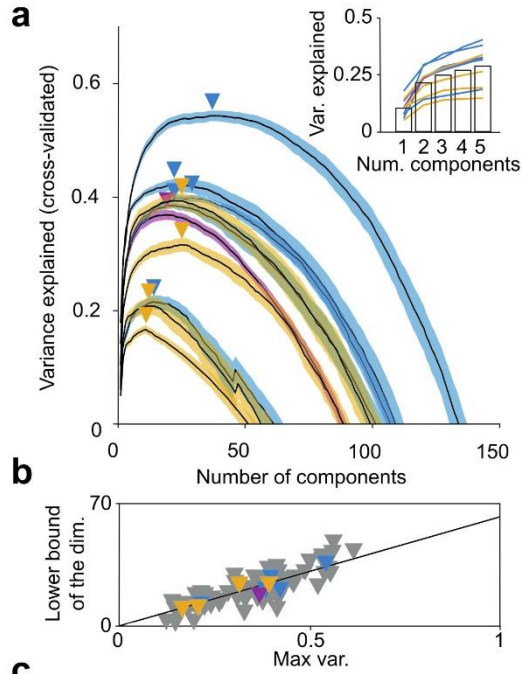 a
Variance explained (cross-validated)
0.6
0.4
0.2
0
0
50
100
150
Number of components
Var. explained
0.5
0.25
0
1 2 3 4 5
Num. components
b
Lower bound
of the dim.
70
0
0
0.5
1
Max var.
c